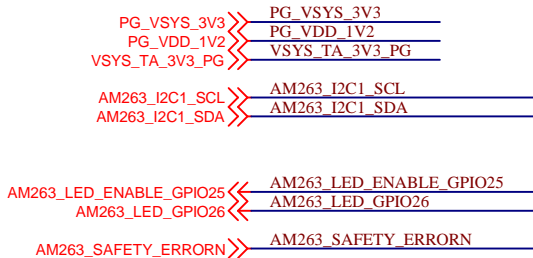 PG_VSYS_3V3 PG_VSYS_3V3
PG_VDD_1V2 PG_VDD_1V2
VSYS_TA_3V3_PG VSYS_TA_3V3_PG
AM263_I2C1_SCL AM263_I2C1_SCL
AM263_I2C1_SDA AM263_I2C1_SDA
AM263_LED_ENABLE_GPIO25 AM263_LED_ENABLE_GPIO25
AM263_LED_GPIO26 AM263_LED_GPIO26
AM263_SAFETY_ERRORN AM263_SAFETY_ERRORN